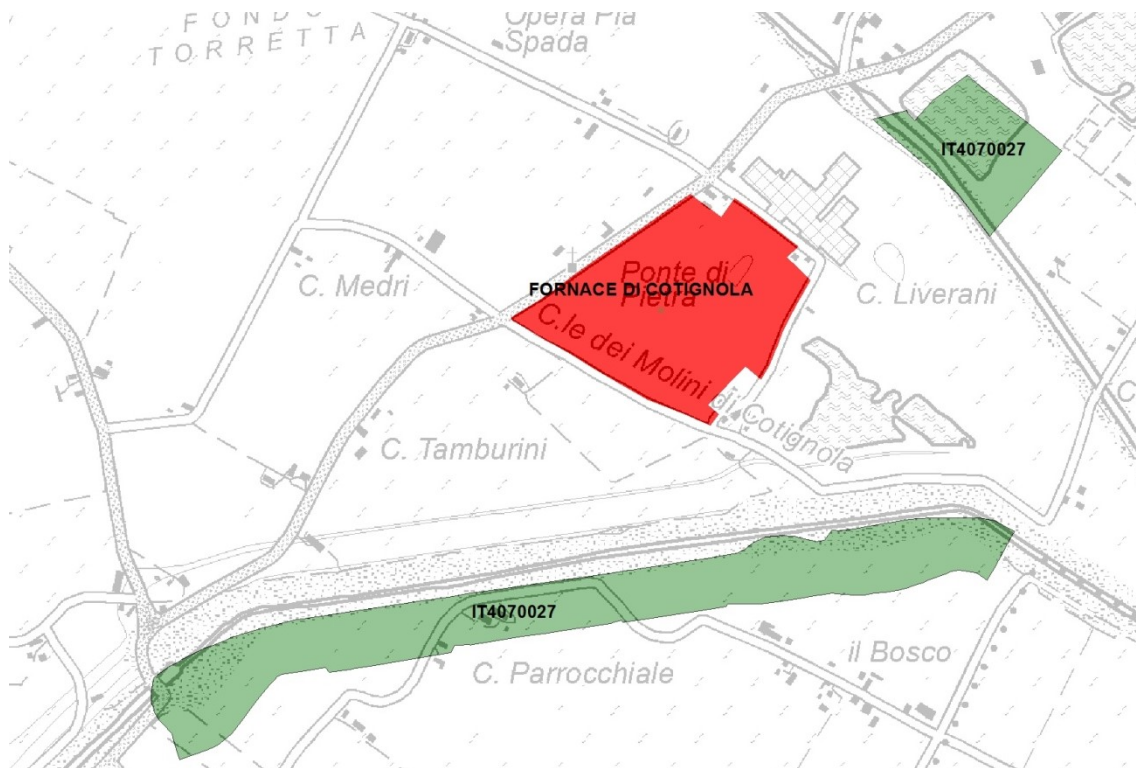 FONDO
TORRETTA
Opera Pia
Spada
IT4070027
C. Medri
Ponte di
Pietra
FORNACE DI COTIGNOLA
C. Liverani
C.le dei Molini di Cotignola
C. Tamburini
IT4070027
C. Parrocchiale
il Bosco